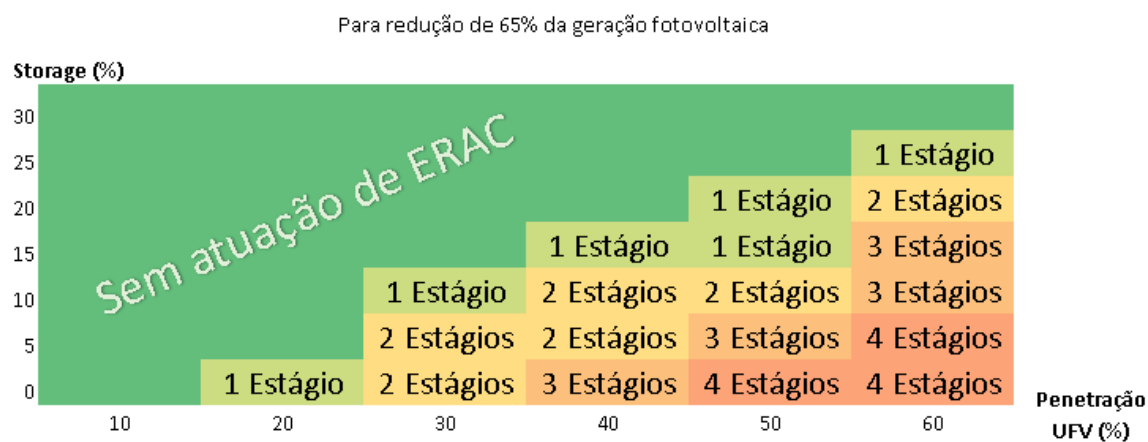 Para redução de 65% da geração fotovoltaica
Storage (%)
30
25 1 Estágio
20 1 Estágio 2 Estágios
15 1 Estágio 1 Estágio 3 Estágios
10 1 Estágio 2 Estágios 2 Estágios 3 Estágios
5 2 Estágios 2 Estágios 3 Estágios 4 Estágios
0 1 Estágio 2 Estágios 3 Estágios 4 Estágios 4 Estágios
Sem atuação de ERAC
10 20 30 40 50 60
Penetração
UFV (%)